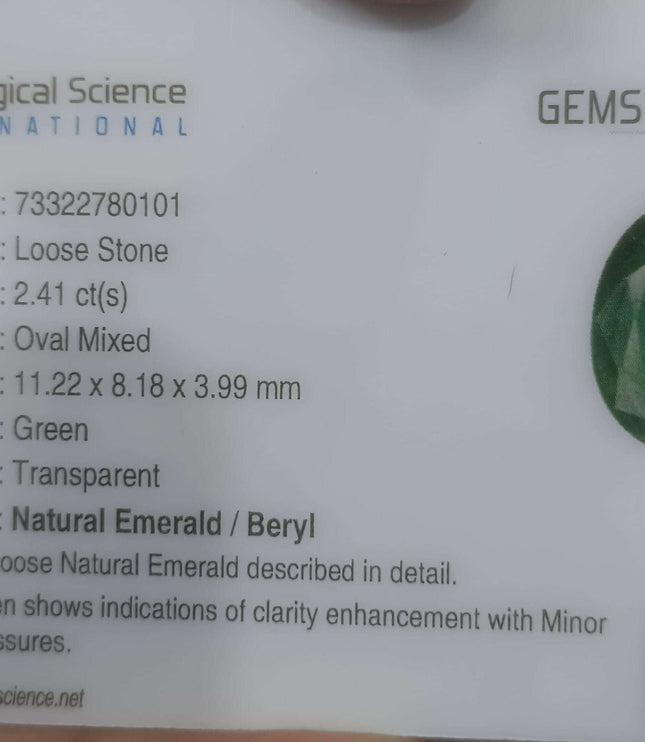 gical Science
NATIONAL
GEMS
: 73322780101
: Loose Stone
: 2.41 ct(s)
: Oval Mixed
: 11.22 x 8.18 x 3.99 mm
: Green
: Transparent
: Natural Emerald / Beryl
oose Natural Emerald described in detail.
en shows indications of clarity enhancement with Minor
ssures.
science.net